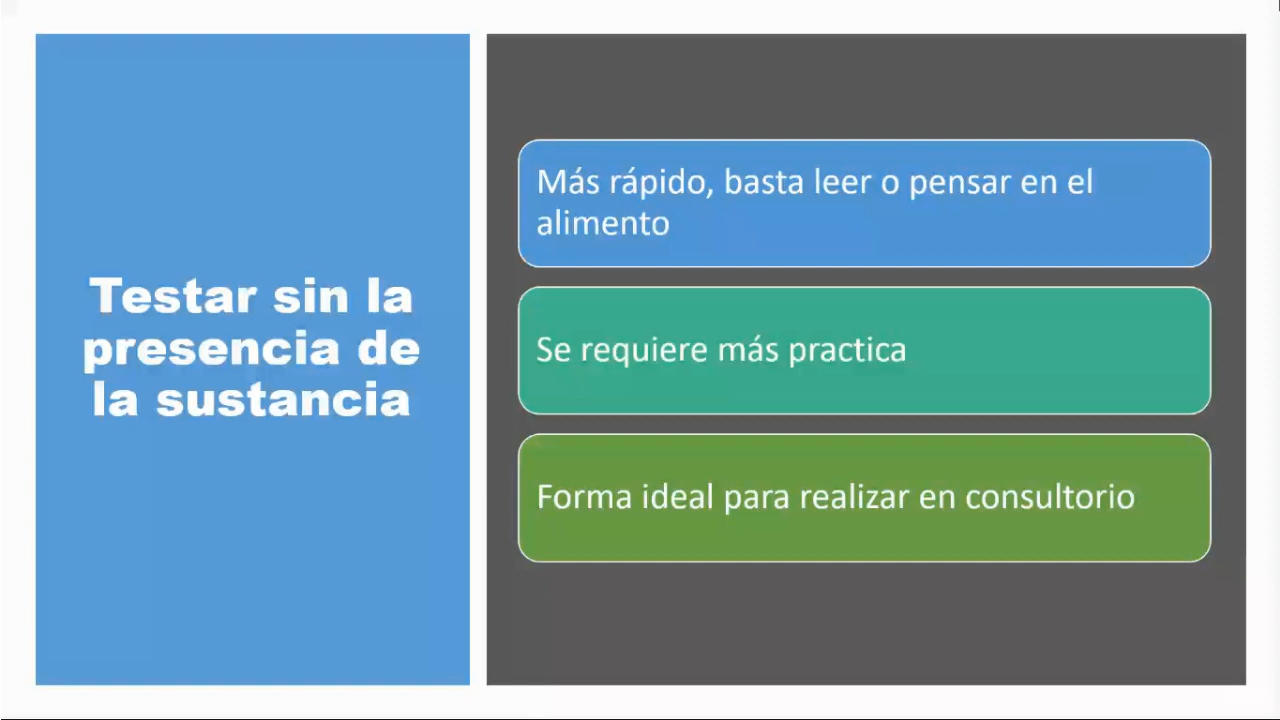 Testar sin la
presencia de
la sustancia
Más rápido, basta leer o pensar en el
alimento
Se requiere más practica
Forma ideal para realizar en consultorio